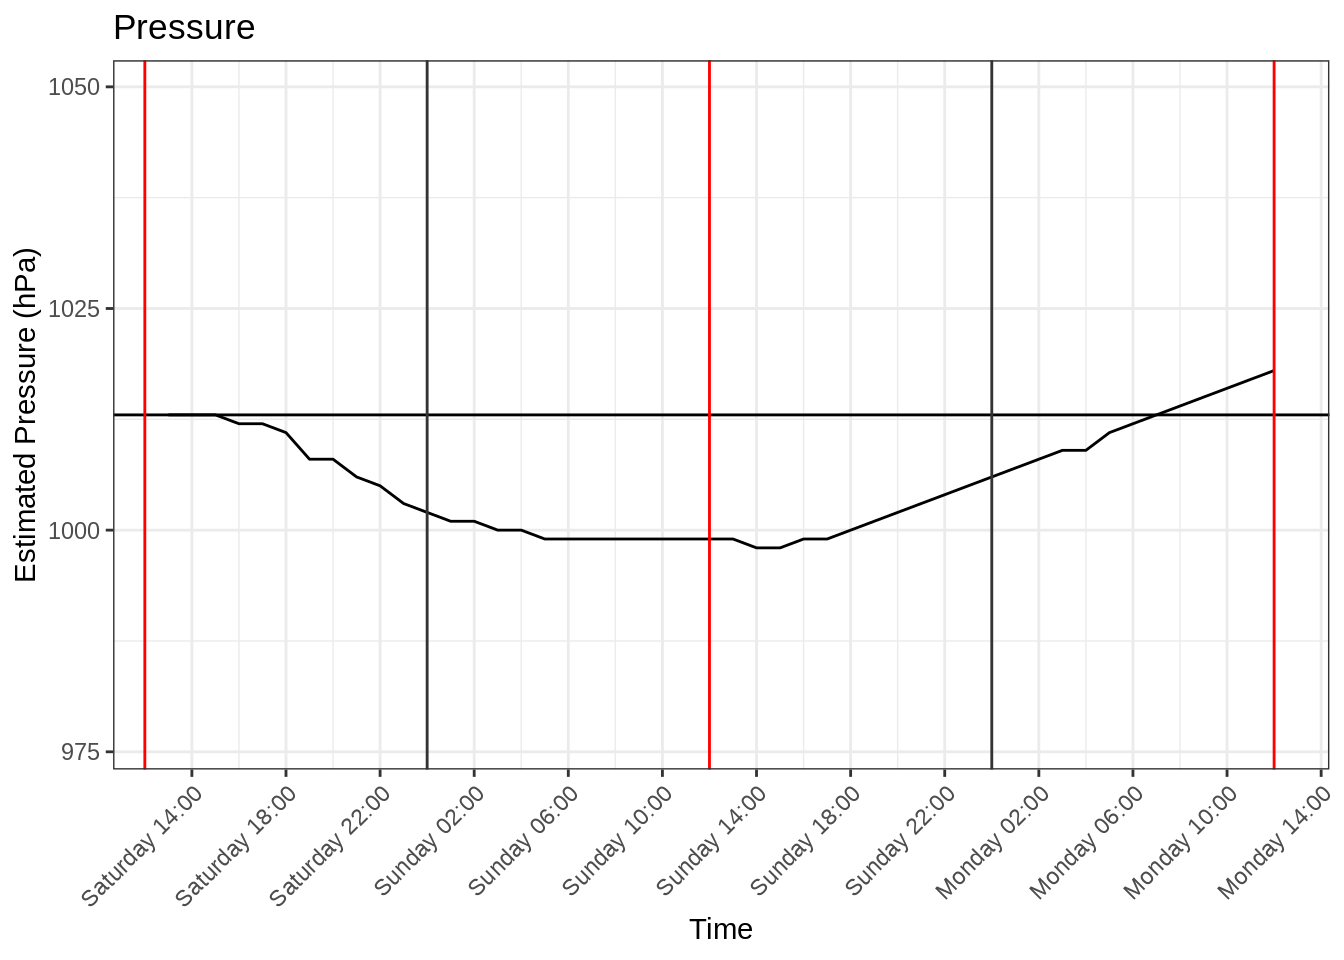 Pressure
Estimated Pressure (hPa)
1050
1025
1000
975
Saturday 14:00
Saturday 18:00
Saturday 22:00
Sunday 02:00
Sunday 06:00
Sunday 10:00
Sunday 14:00
Sunday 18:00
Sunday 22:00
Monday 02:00
Monday 06:00
Monday 10:00
Monday 14:00
Time